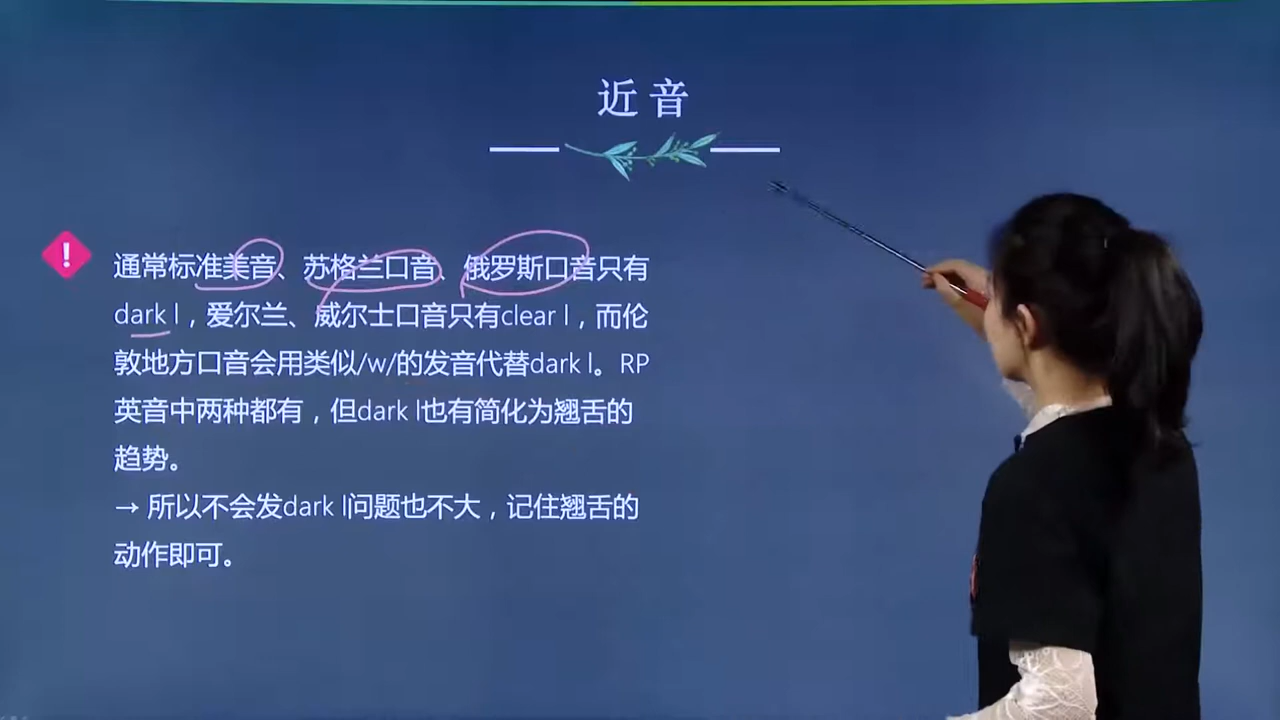 近音
!
通常标准美音、苏格兰口音、俄罗斯口音只有
dark l，爱尔兰、威尔士口音只有clear l，而伦
敦地方口音会用类似/w/的发音代替dark l。RP
英音中两种都有，但dark l也有简化为翘舌的
趋势。
→ 所以不会发dark l问题也不大，记住翘舌的
动作即可。